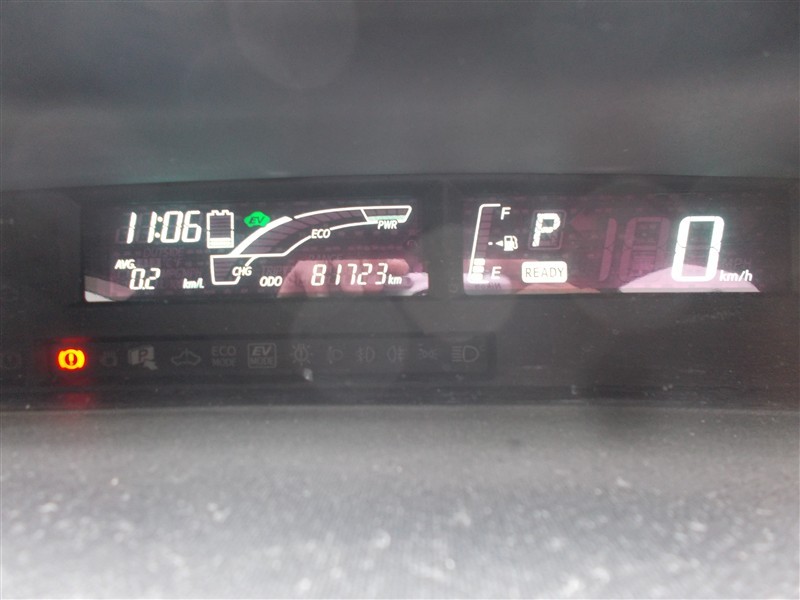 11:06 EV ECO PWR
AVG 0.2 km/L CHG ODO 81723 km
F P 0 km/h
E READY
P ECO MODE EV MODE